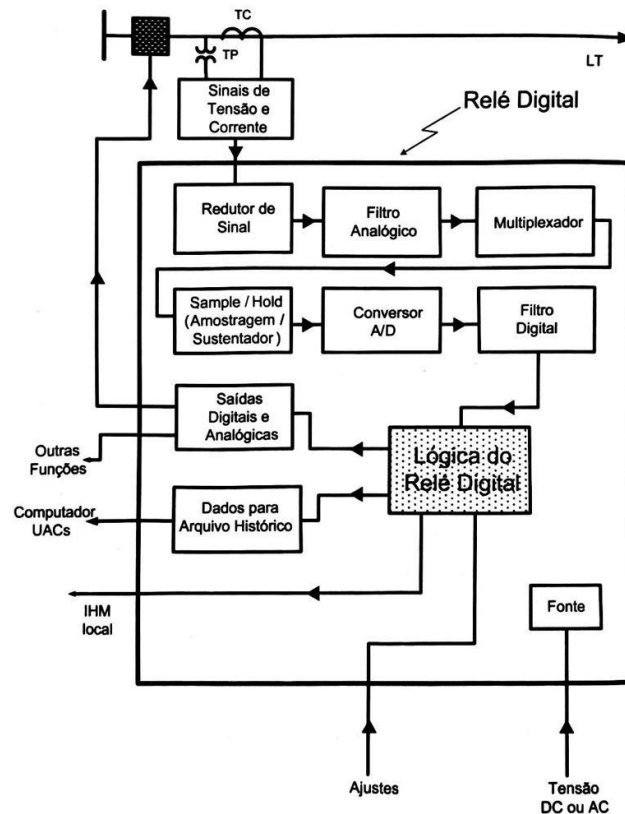 TC
TP
LT
Sinais de
Tensão e
Corrente
Relé Digital
Redutor de
Sinal
Filtro
Analógico
Multiplexador
Sample / Hold
(Amostragem /
Sustentador)
Conversor
A/D
Filtro
Digital
Saídas
Digitais e
Analógicas
Lógica do
Relé Digital
Outras
Funções
Dados para
Arquivo Histórico
Computador
UACs
IHM
local
Fonte
Ajustes
Tensão
DC ou AC